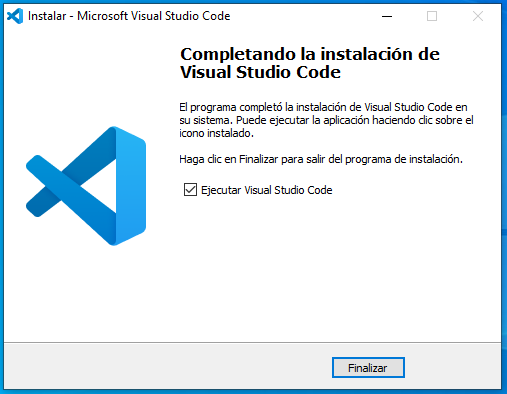 Instalar - Microsoft Visual Studio Code
Completando la instalación de
Visual Studio Code
El programa completó la instalación de Visual Studio Code en
su sistema. Puede ejecutar la aplicación haciendo clic sobre el
icono instalado.
Haga clic en Finalizar para salir del programa de instalación.
Ejecutar Visual Studio Code
Finalizar